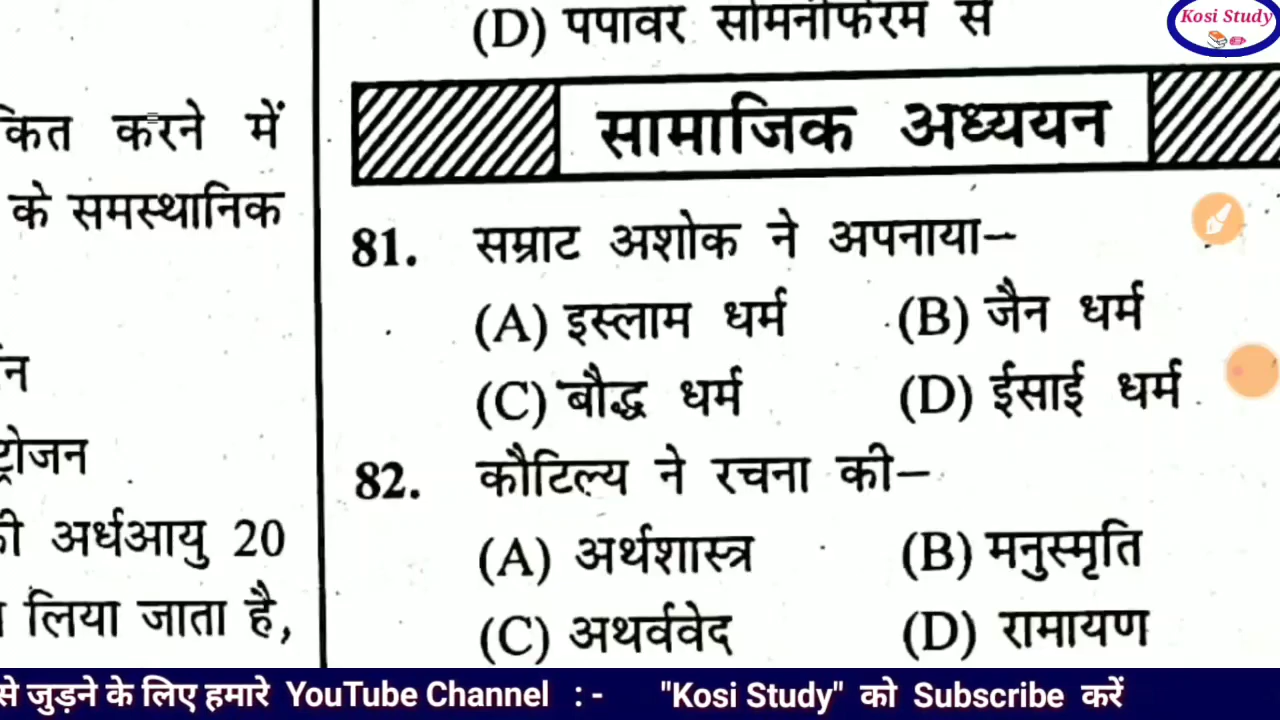 (D) पपावर सोमनीफेरम से
Kosi Study
कित करने में
के समस्थानिक
की अर्धआयु 20
लिया जाता है,
सामाजिक अध्ययन
81. सम्राट अशोक ने अपनाया–
(A) इस्लाम धर्म (B) जैन धर्म
(C) बौद्ध धर्म (D) ईसाई धर्म
82. कौटिल्य ने रचना की–
(A) अर्थशास्त्र (B) मनुस्मृति
(C) अथर्ववेद (D) रामायण
से जुड़ने के लिए हमारे YouTube Channel :- "Kosi Study" को Subscribe करें